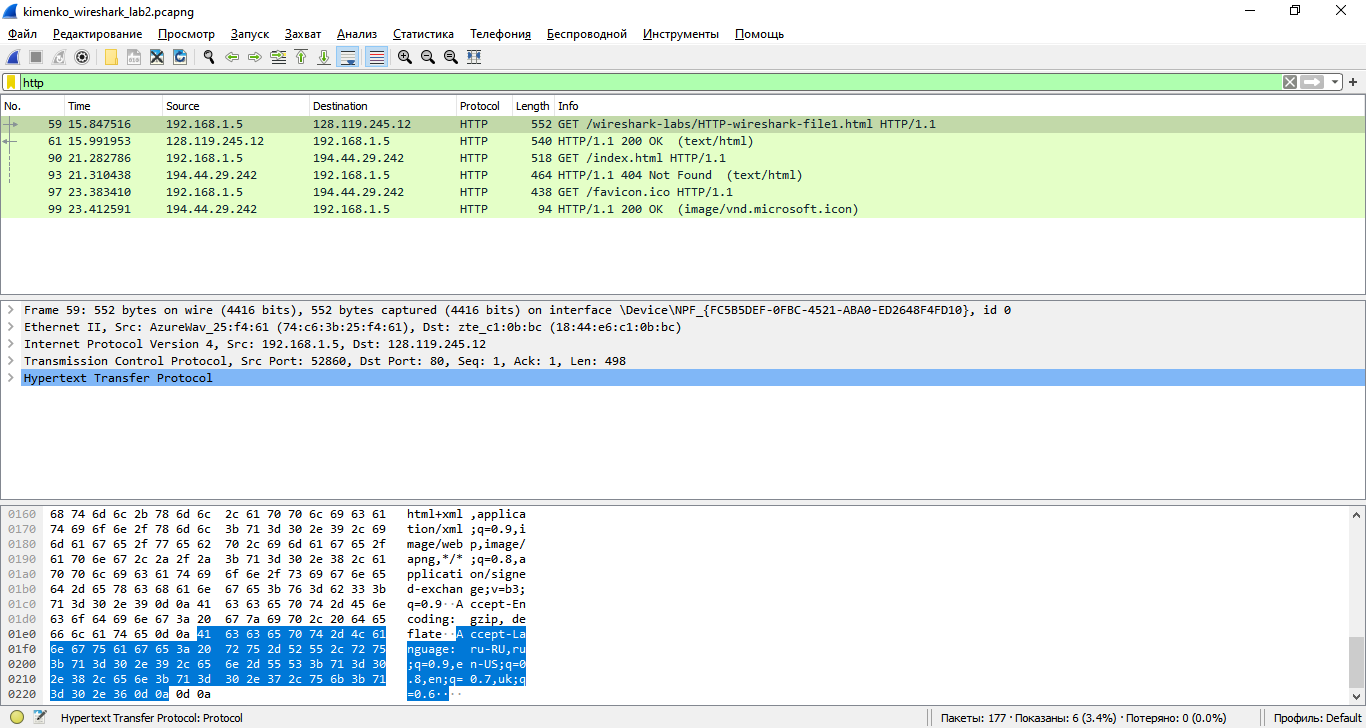 kimenko_wireshark_lab2.pcapng
Файл Редактирование Просмотр Запуск Захват Анализ Статистика Телефония Беспроводной Инструменты Помощь
http
No. Time Source Destination Protocol Length Info
59 15.847516 192.168.1.5 128.119.245.12 HTTP 552 GET /wireshark-labs/HTTP-wireshark-file1.html HTTP/1.1
61 15.991953 128.119.245.12 192.168.1.5 HTTP 540 HTTP/1.1 200 OK (text/html)
90 21.282786 192.168.1.5 194.44.29.242 HTTP 518 GET /index.html HTTP/1.1
93 21.310438 194.44.29.242 192.168.1.5 HTTP 464 HTTP/1.1 404 Not Found (text/html)
97 23.383410 192.168.1.5 194.44.29.242 HTTP 438 GET /favicon.ico HTTP/1.1
99 23.412591 194.44.29.242 192.168.1.5 HTTP 94 HTTP/1.1 200 OK (image/vnd.microsoft.icon)
Frame 59: 552 bytes on wire (4416 bits), 552 bytes captured (4416 bits) on interface \Device\NPF_{FC5B5DEF-0FBC-4521-ABA0-ED2648F4FD10}, id 0
Ethernet II, Src: AzureWav_25:f4:61 (74:c6:3b:25:f4:61), Dst: zte_c1:0b:bc (18:44:e6:c1:0b:bc)
Internet Protocol Version 4, Src: 192.168.1.5, Dst: 128.119.245.12
Transmission Control Protocol, Src Port: 52860, Dst Port: 80, Seq: 1, Ack: 1, Len: 498
Hypertext Transfer Protocol
0160 68 74 6d 6c 2b 78 6d 6c 2c 61 70 70 6c 69 63 61 html+xml ,applica
0170 74 69 6f 6e 2f 78 6d 6c 3b 71 3d 30 2e 39 2c 69 tion/xml ;q=0.9,i
0180 6d 61 67 65 2f 77 65 62 70 2c 69 6d 61 67 65 2f mage/web p,image/
0190 61 70 6e 67 2c 2a 2f 2a 3b 71 3d 30 2e 38 2c 61 apng,*/* ;q=0.8,a
01a0 70 70 6c 69 63 61 74 69 6f 6e 2f 73 69 67 6e 65 pplicati on/signe
01b0 64 2d 65 78 63 68 61 6e 67 65 3b 76 3d 62 33 3b d-exchan ge;v=b3;
01c0 71 3d 30 2e 39 0d 0a 41 63 63 65 70 74 2d 45 6e q=0.9··A ccept-En
01d0 63 6f 64 69 6e 67 3a 20 67 7a 69 70 2c 20 64 65 coding: gzip, de
01e0 66 6c 61 74 65 0d 0a 41 63 63 65 70 74 2d 4c 61 flate··A ccept-La
01f0 6e 67 75 61 67 65 3a 20 72 75 2d 52 55 2c 72 75 nguage: ru-RU,ru
0200 3b 71 3d 30 2e 39 2c 65 6e 2d 55 53 3b 71 3d 30 ;q=0.9,e n-US;q=0
0210 2e 38 2c 65 6e 3b 71 3d 30 2e 37 2c 75 6b 3b 71 .8,en;q= 0.7,uk;q
0220 3d 30 2e 36 0d 0a 0d 0a =0.6····
Hypertext Transfer Protocol: Protocol Пакеты: 177 · Показаны: 6 (3.4%) · Потеряно: 0 (0.0%) Профиль: Default